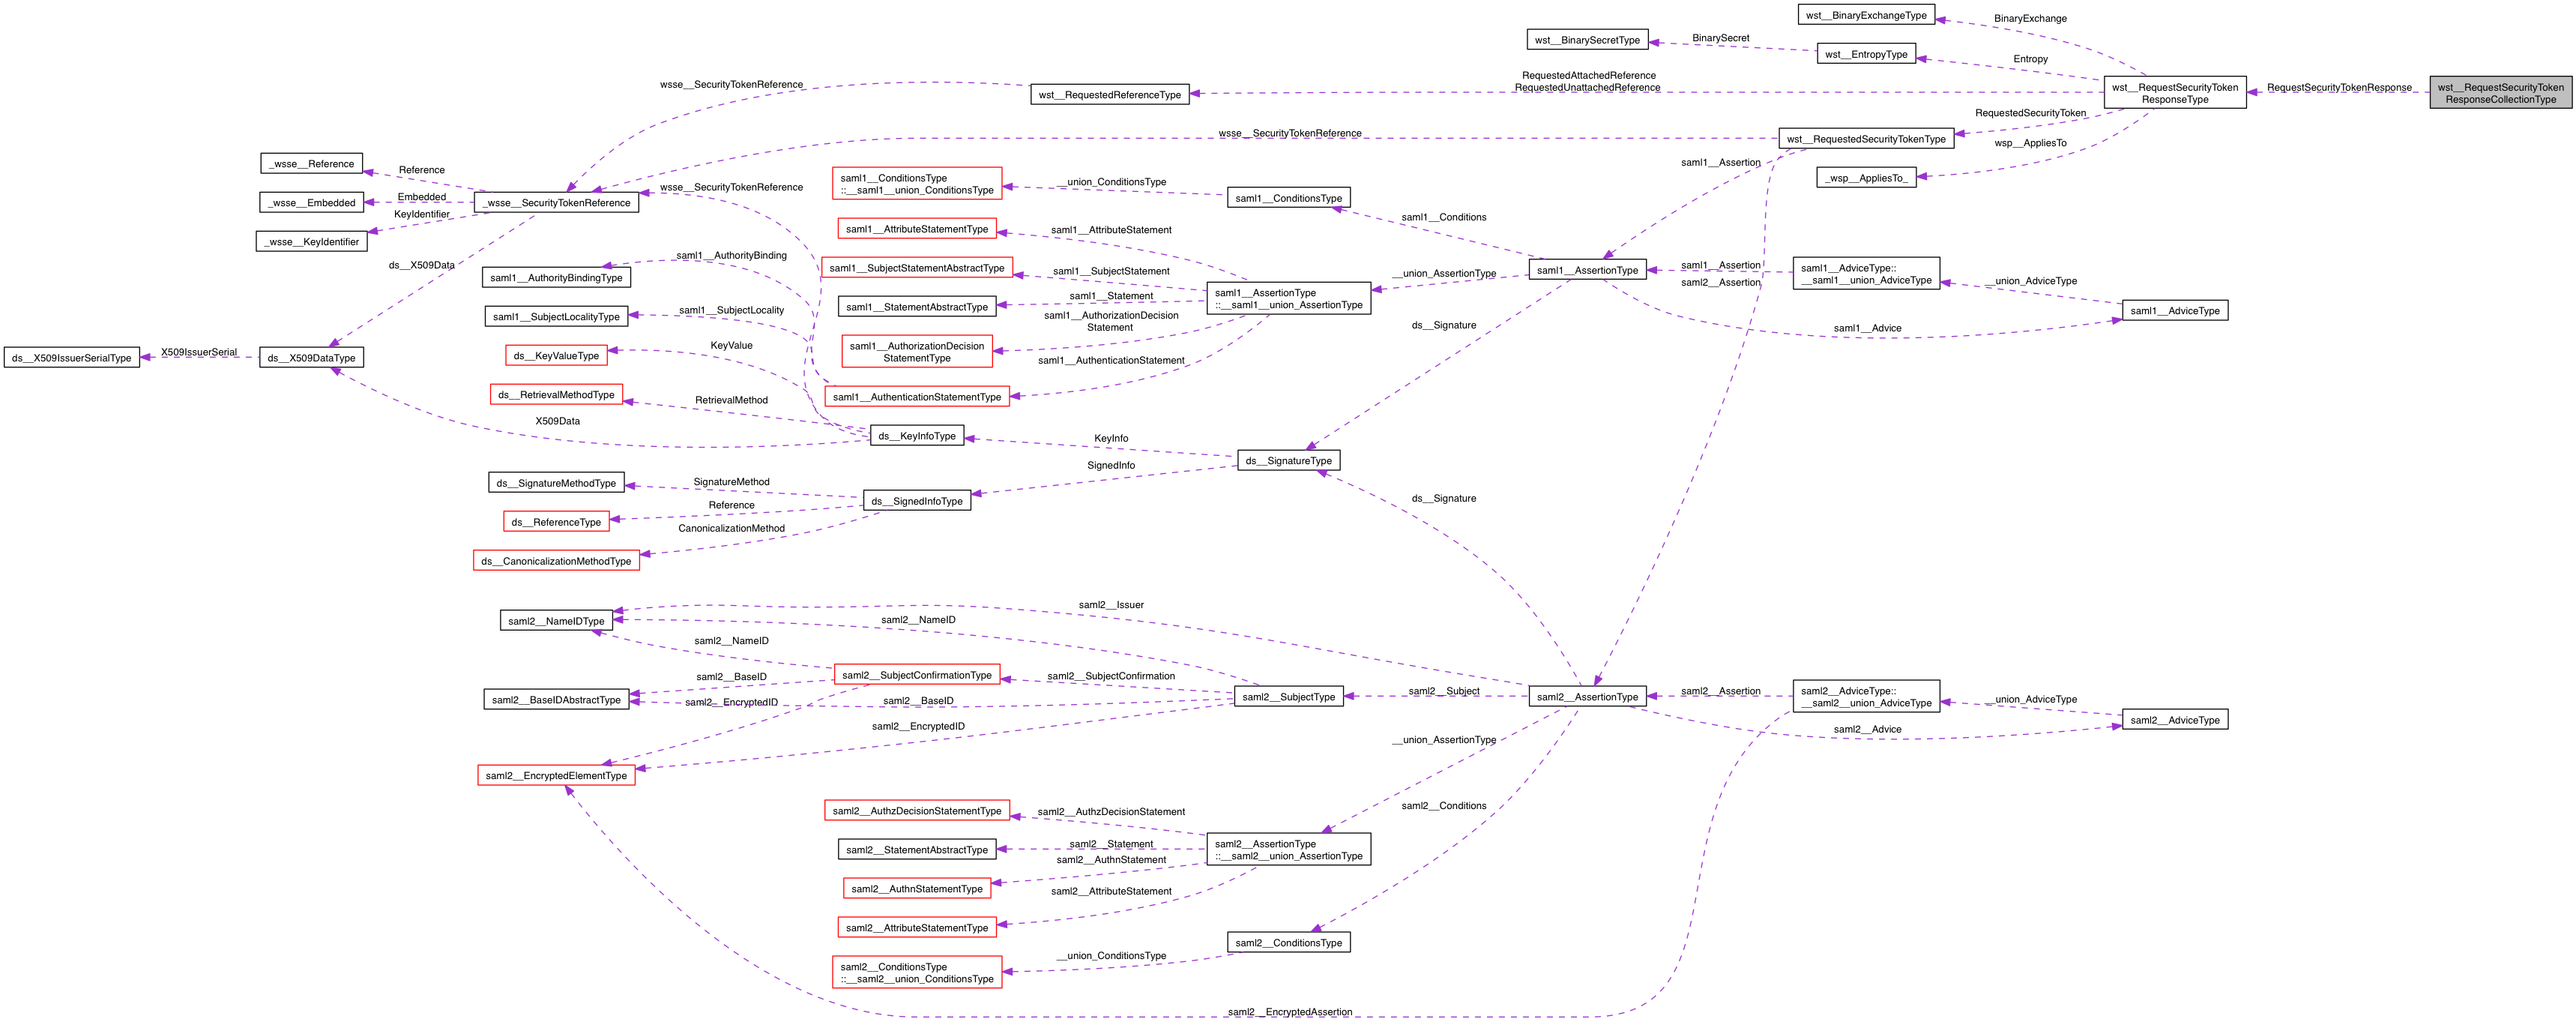 wst__BinaryExchangeType
BinaryExchange
wst__BinarySecretType
BinarySecret
wst__EntropyType
Entropy
wsse__SecurityTokenReference
wst__RequestedReferenceType
RequestedAttachedReference
RequestedUnattachedReference
wst__RequestSecurityToken
ResponseType
RequestSecurityTokenResponse
wst__RequestSecurityToken
ResponseCollectionType
RequestedSecurityToken
wsse__SecurityTokenReference
wst__RequestedSecurityTokenType
wsp__AppliesTo
_wsp__AppliesTo_
saml1__Assertion
_wsse__Reference
Reference
_wsse__Embedded
Embedded
_wsse__KeyIdentifier
KeyIdentifier
_wsse__SecurityTokenReference
wsse__SecurityTokenReference
saml1__ConditionsType
::__saml1__union_ConditionsType
__union_ConditionsType
saml1__ConditionsType
saml1__Conditions
saml1__AttributeStatementType
saml1__AttributeStatement
ds__X509Data
saml1__AuthorityBindingType
saml1__AuthorityBinding
saml1__SubjectStatementAbstractType
saml1__SubjectStatement
saml1__StatementAbstractType
saml1__Statement
saml1__AssertionType
::__saml1__union_AssertionType
__union_AssertionType
saml1__AssertionType
saml1__Assertion
saml2__Assertion
saml1__AdviceType::
__saml1__union_AdviceType
__union_AdviceType
saml1__AdviceType
saml1__Advice
saml1__SubjectLocalityType
saml1__SubjectLocality
saml1__AuthorizationDecision
Statement
saml1__AuthorizationDecision
StatementType
ds__Signature
ds__X509IssuerSerialType
X509IssuerSerial
ds__X509DataType
ds__KeyValueType
KeyValue
saml1__AuthenticationStatement
saml1__AuthenticationStatementType
ds__RetrievalMethodType
RetrievalMethod
X509Data
ds__KeyInfoType
KeyInfo
ds__SignatureType
SignedInfo
ds__SignatureMethodType
SignatureMethod
ds__SignedInfoType
ds__Signature
ds__ReferenceType
Reference
CanonicalizationMethod
ds__CanonicalizationMethodType
saml2__NameIDType
saml2__Issuer
saml2__NameID
saml2__NameID
saml2__SubjectConfirmationType
saml2__SubjectConfirmation
saml2__BaseID
saml2__BaseIDAbstractType
saml2__EncryptedID
saml2__BaseID
saml2__SubjectType
saml2__Subject
saml2__AssertionType
saml2__Assertion
saml2__AdviceType::
__saml2__union_AdviceType
__union_AdviceType
saml2__AdviceType
saml2__Advice
saml2__EncryptedID
__union_AssertionType
saml2__EncryptedElementType
saml2__Conditions
saml2__AuthzDecisionStatementType
saml2__AuthzDecisionStatement
saml2__StatementAbstractType
saml2__Statement
saml2__AssertionType
::__saml2__union_AssertionType
saml2__AuthnStatement
saml2__AuthnStatementType
saml2__AttributeStatement
saml2__AttributeStatementType
saml2__ConditionsType
__union_ConditionsType
saml2__ConditionsType
::__saml2__union_ConditionsType
saml2__EncryptedAssertion